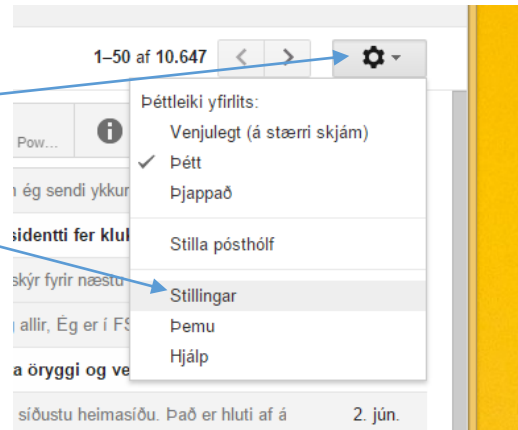 1–50 af 10.647
Þéttleiki yfirlits:
Venjulegt (á stærri skjám)
Pow...
Þétt
ég sendi ykkur
Þjappað
fer klul
Stilla pósthólf
skýr fyrir næstu
Stillingar
allir, Ég er í FS
Þemu
öryggi og ve
Hjálp
síðustu heimasíðu. Það er hluti af á 2. jún.